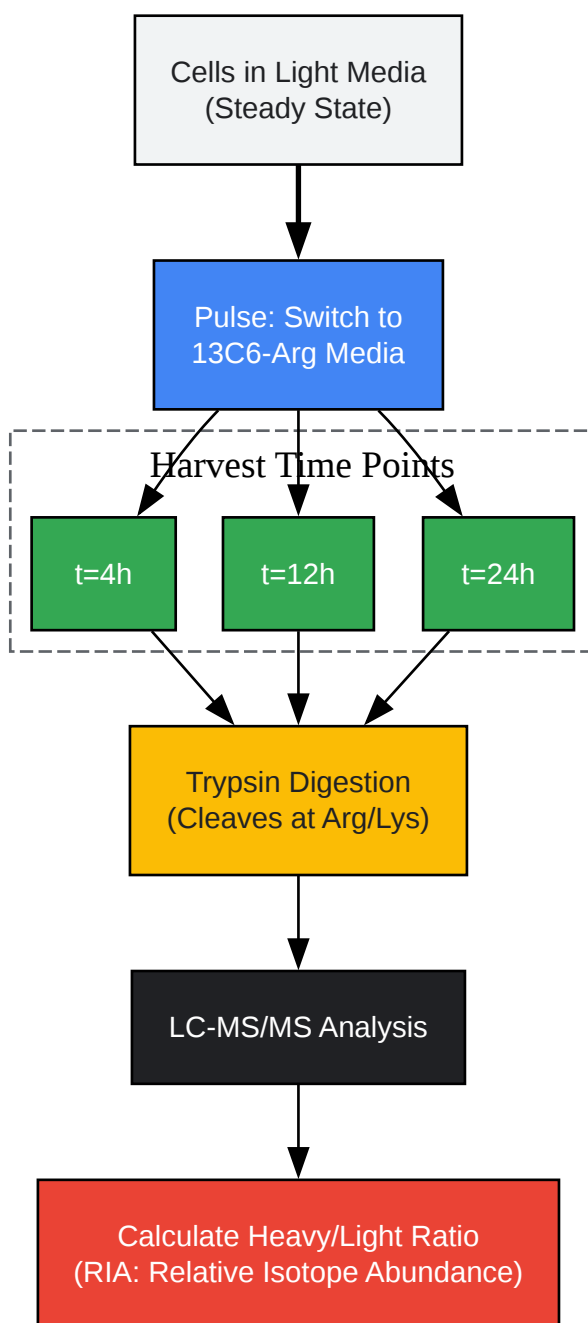 Cells in Light Media
(Steady State)
Pulse: Switch to
13C6-Arg Media
Harvest Time Points
t=4h
t=12h
t=24h
Trypsin Digestion
(Cleaves at Arg/Lys)
LC-MS/MS Analysis
Calculate Heavy/Light Ratio
(RIA: Relative Isotope Abundance)